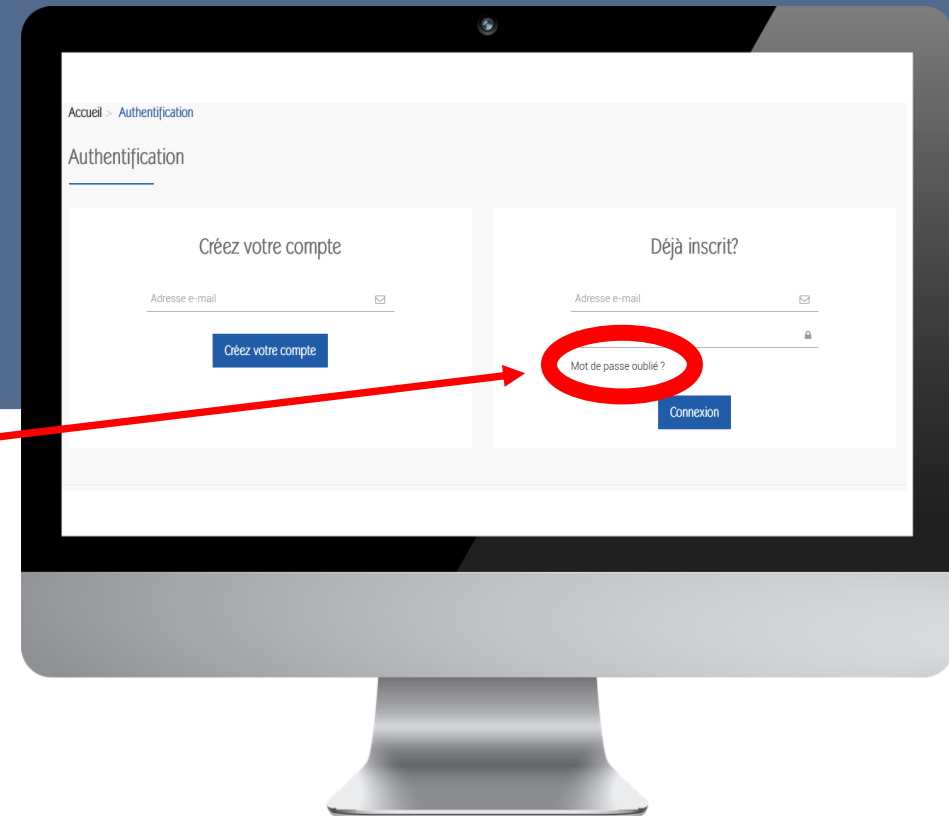 Accueil > Authentification
Authentification
Créez votre compte
Adresse e-mail
Créez votre compte
Déjà inscrit?
Adresse e-mail
Mot de passe oublié ?
Connexion